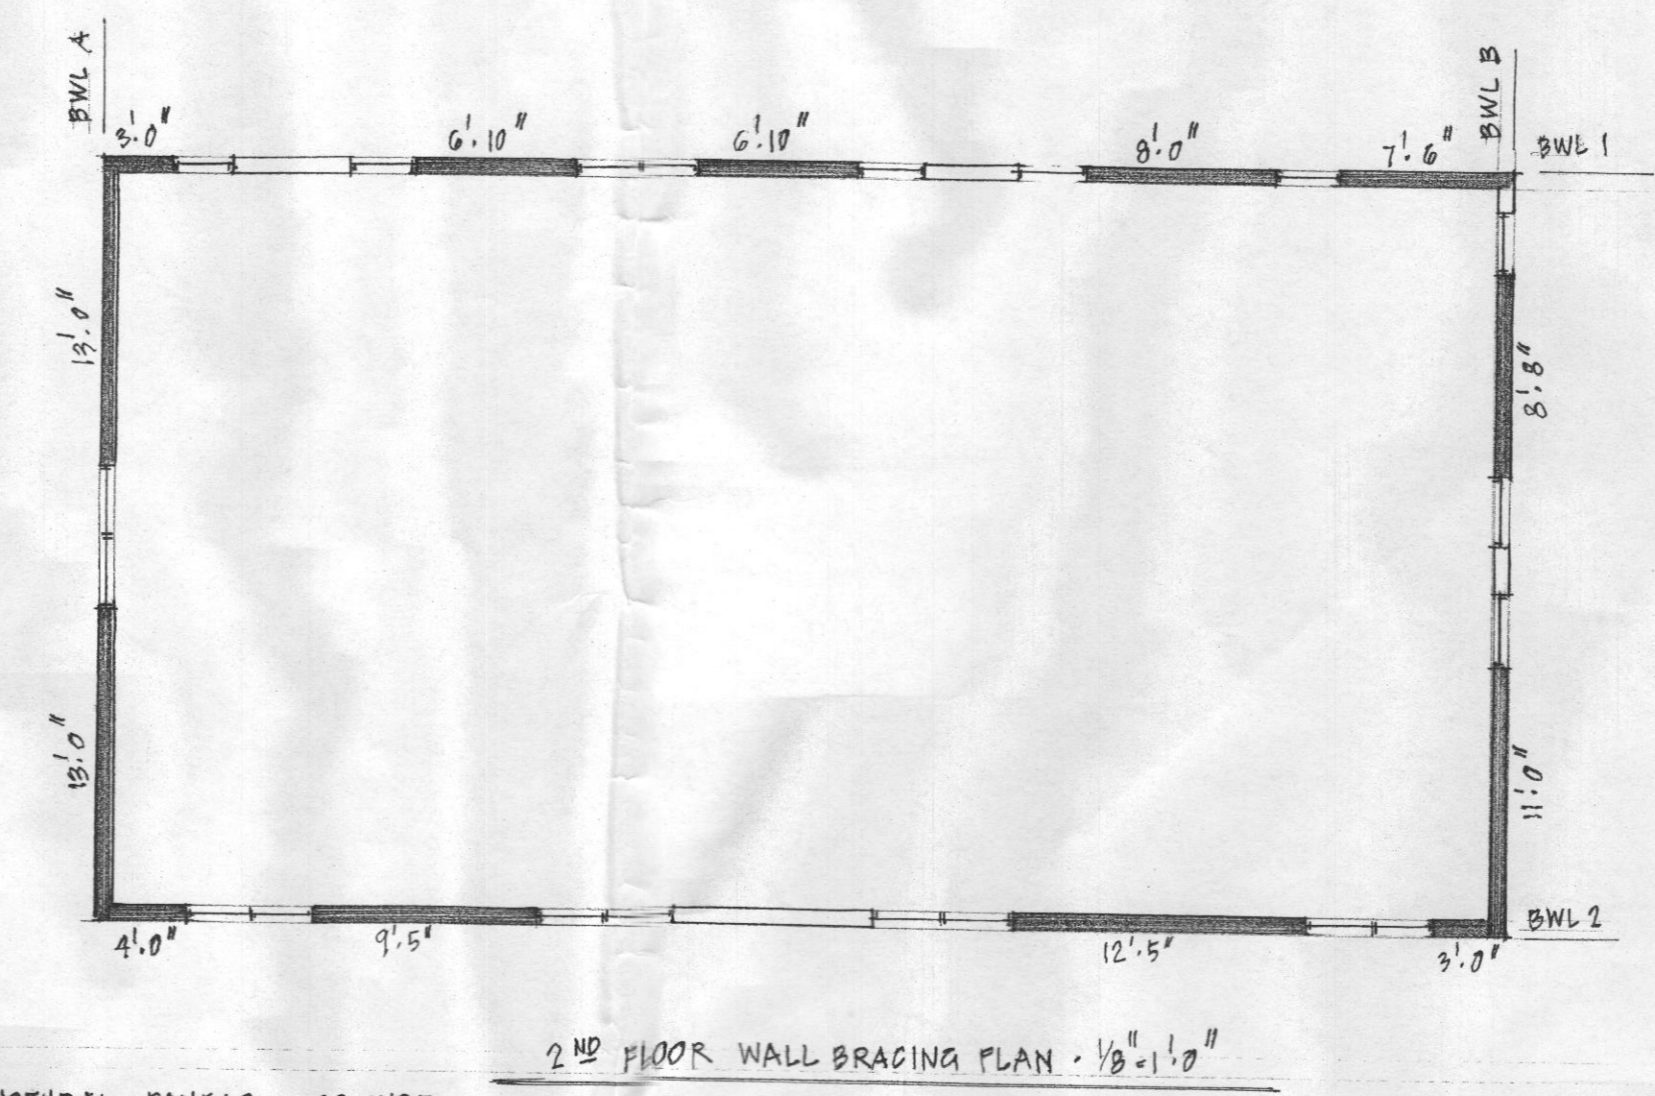 BWL A
BWL B
3'.0"
6'.10"
6'.10"
8'.0"
7'.6"
BWL 1
13'.0"
8'.8"
13'.0"
11'.0"
BWL 2
4'.0"
9'.5"
12'.5"
3'.0"
2ND FLOOR WALL BRACING PLAN . 1/8"=1'.0"